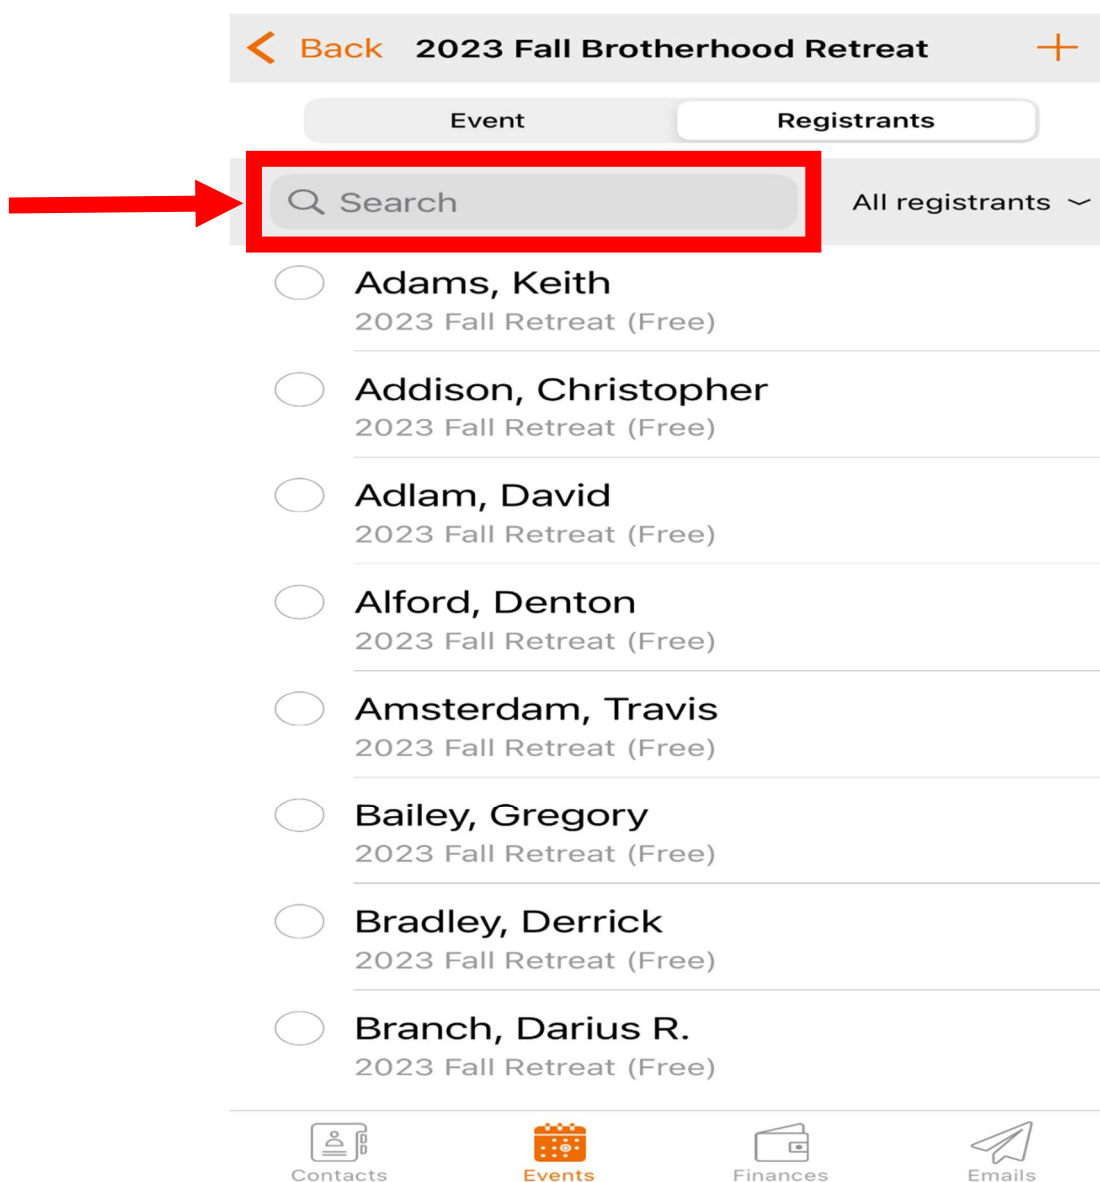 Back 2023 Fall Brotherhood Retreat
Event Registrants
Search All registrants
Adams, Keith
2023 Fall Retreat (Free)
Addison, Christopher
2023 Fall Retreat (Free)
Adlam, David
2023 Fall Retreat (Free)
Alford, Denton
2023 Fall Retreat (Free)
Amsterdam, Travis
2023 Fall Retreat (Free)
Bailey, Gregory
2023 Fall Retreat (Free)
Bradley, Derrick
2023 Fall Retreat (Free)
Branch, Darius R.
2023 Fall Retreat (Free)
Contacts Events Finances Emails